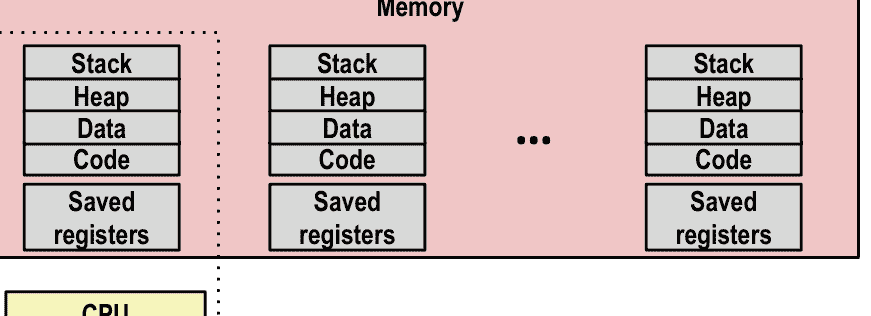 Memory
Stack
Heap
Data
Code
Saved
registers
Stack
Heap
Data
Code
Saved
registers
...
Stack
Heap
Data
Code
Saved
registers
CPU